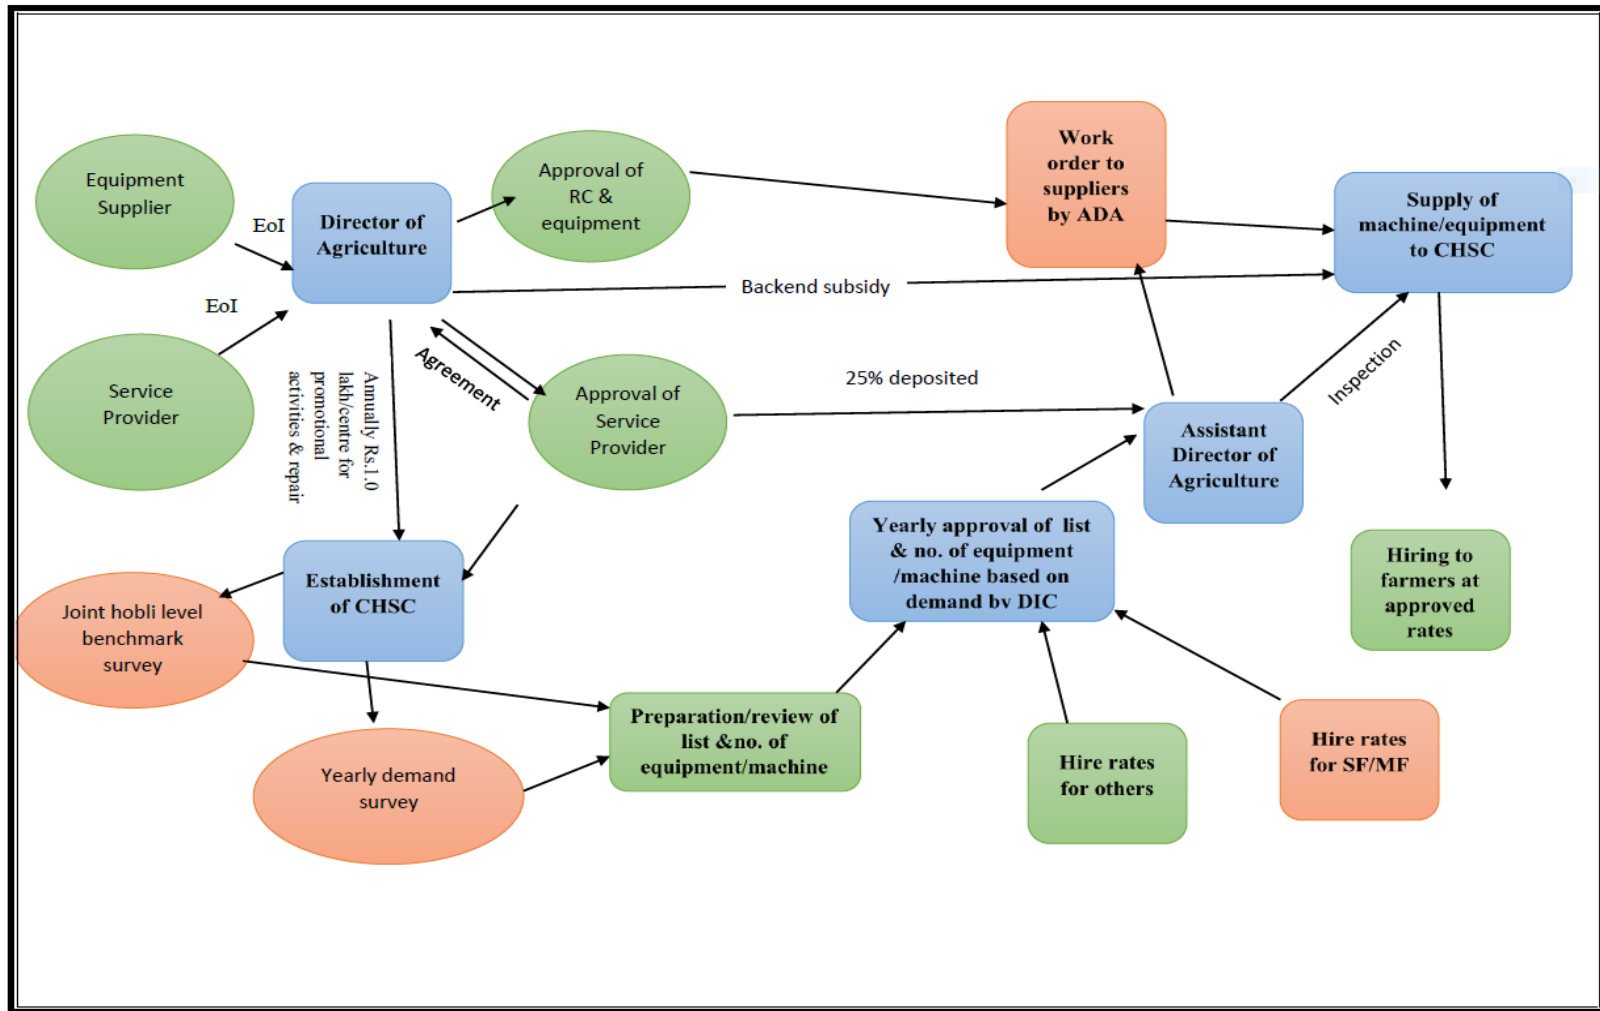 Equipment
Supplier
EoI
Director of
Agriculture
Approval of
RC &
equipment
Work
order to
suppliers
by ADA
Supply of
machine/equipment
to CHSC
Backend subsidy
EoI
Service
Provider
Annually Rs.1.0
lakh/centre for
promotional
activities & repair
Agreement
Approval of
Service
Provider
25% deposited
Assistant
Director of
Agriculture
Inspection
Yearly approval of list
& no. of equipment
/machine based on
demand by DIC
Hiring to
farmers at
approved
rates
Establishment
of CHSC
Joint hobli level
benchmark
survey
Yearly demand
survey
Preparation/review of
list &no. of
equipment/machine
Hire rates
for others
Hire rates
for SF/MF